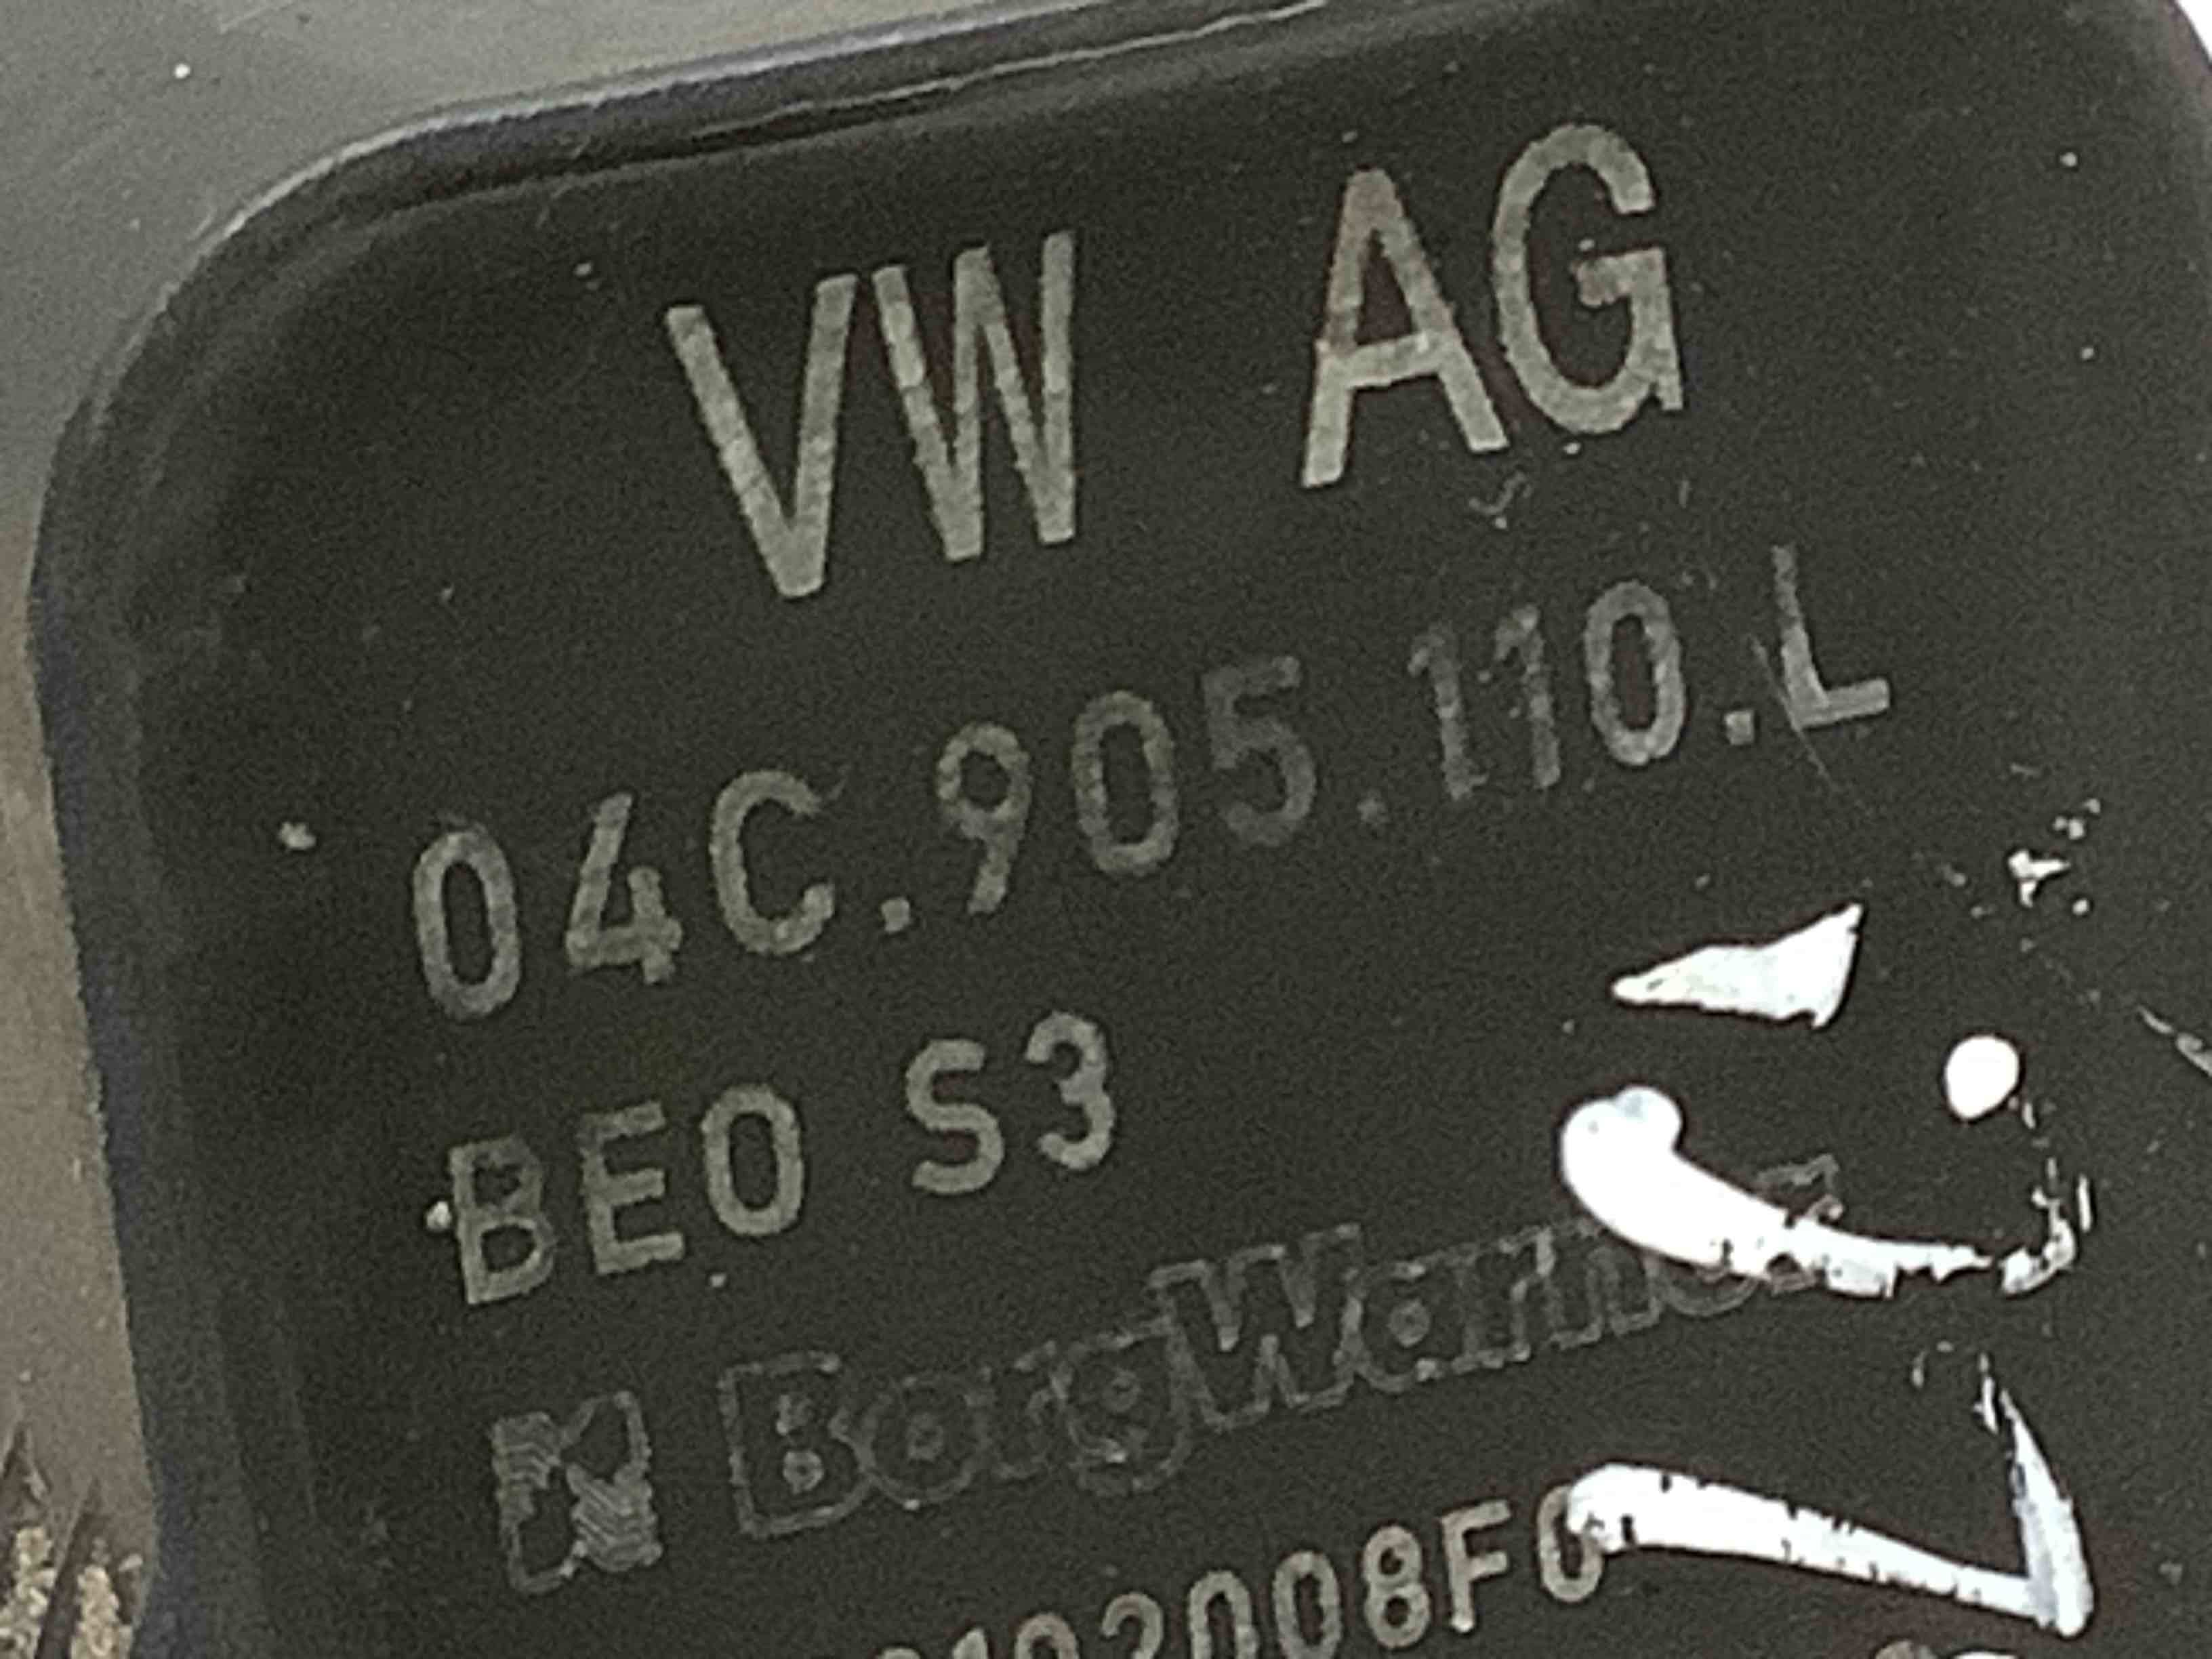 VW AG
04C.905.110.L
BEO S3
BorgWarner